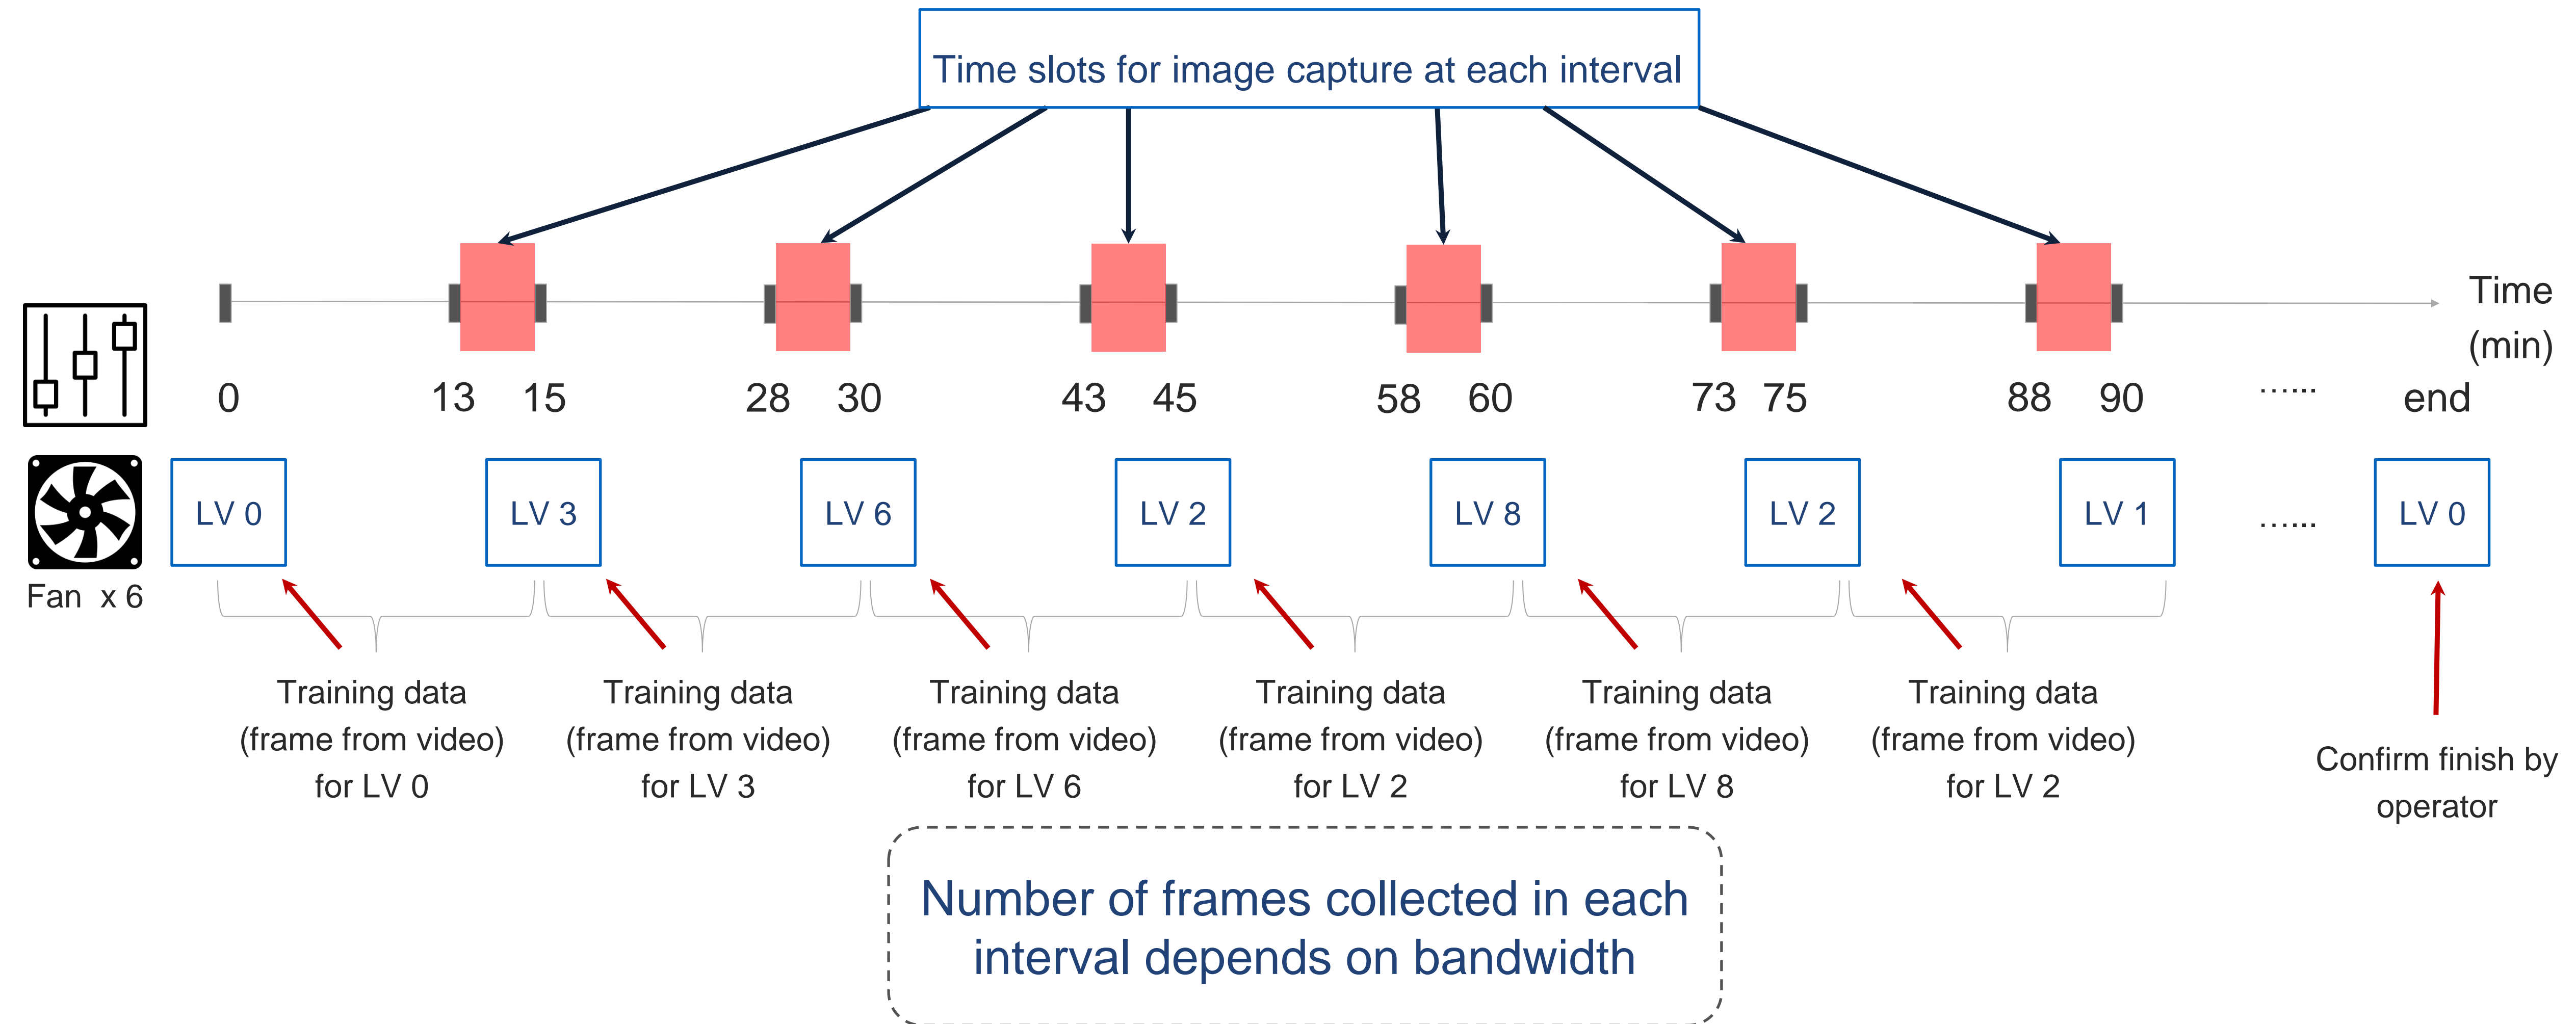 Time slots for image capture at each interval
Time
(min)
0 13 15 28 30 43 45 58 60 73 75 88 90 …... end
LV 0 LV 3 LV 6 LV 2 LV 8 LV 2 LV 1 …... LV 0
Fan x 6
Training data
(frame from video)
for LV 0
Training data
(frame from video)
for LV 3
Training data
(frame from video)
for LV 6
Training data
(frame from video)
for LV 2
Training data
(frame from video)
for LV 8
Training data
(frame from video)
for LV 2
Confirm finish by
operator
Number of frames collected in each
interval depends on bandwidth